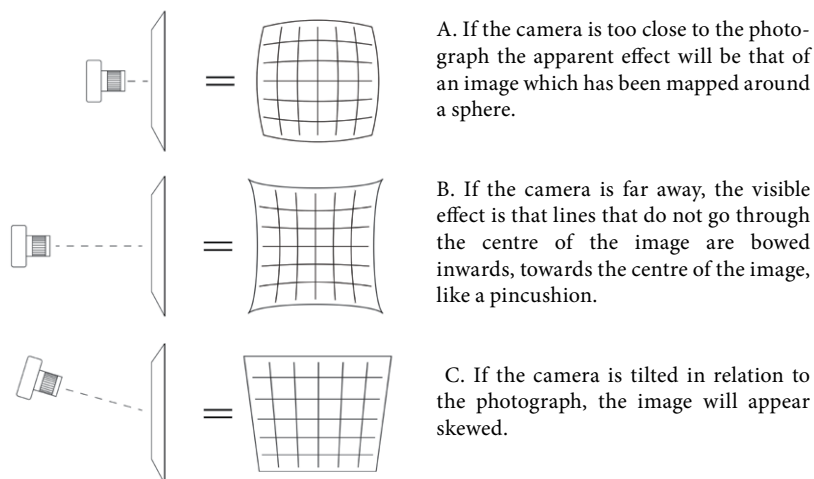 A. If the camera is too close to the photo-
graph the apparent effect will be that of
an image which has been mapped around
a sphere.
B. If the camera is far away, the visible
effect is that lines that do not go through
the centre of the image are bowed
inwards, towards the centre of the image,
like a pincushion.
C. If the camera is tilted in relation to
the photograph, the image will appear
skewed.